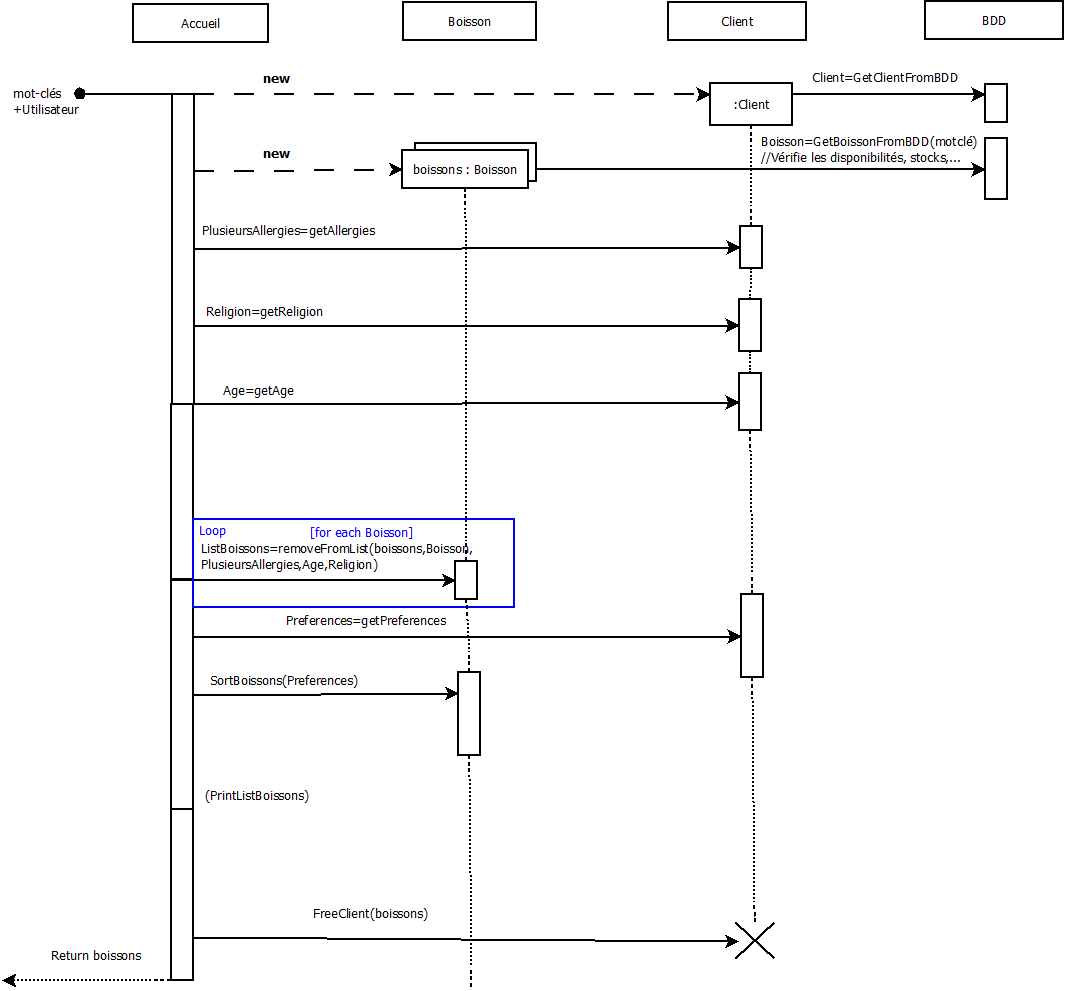 Accueil
Boisson
Client
BDD
mot-clés
+Utilisateur
new
:Client
Client=GetClientFromBDD
new
boissons : Boisson
Boisson=GetBoissonFromBDD(motclé)
//Vérifie les disponibilités, stocks,...
PlusieursAllergies=getAllergies
Religion=getReligion
Age=getAge
Loop
[for each Boisson]
ListBoissons=removeFromList(boissons,Boisson,
PlusieursAllergies,Age,Religion)
Preferences=getPreferences
SortBoissons(Preferences)
(PrintListBoissons)
FreeClient(boissons)
Return boissons